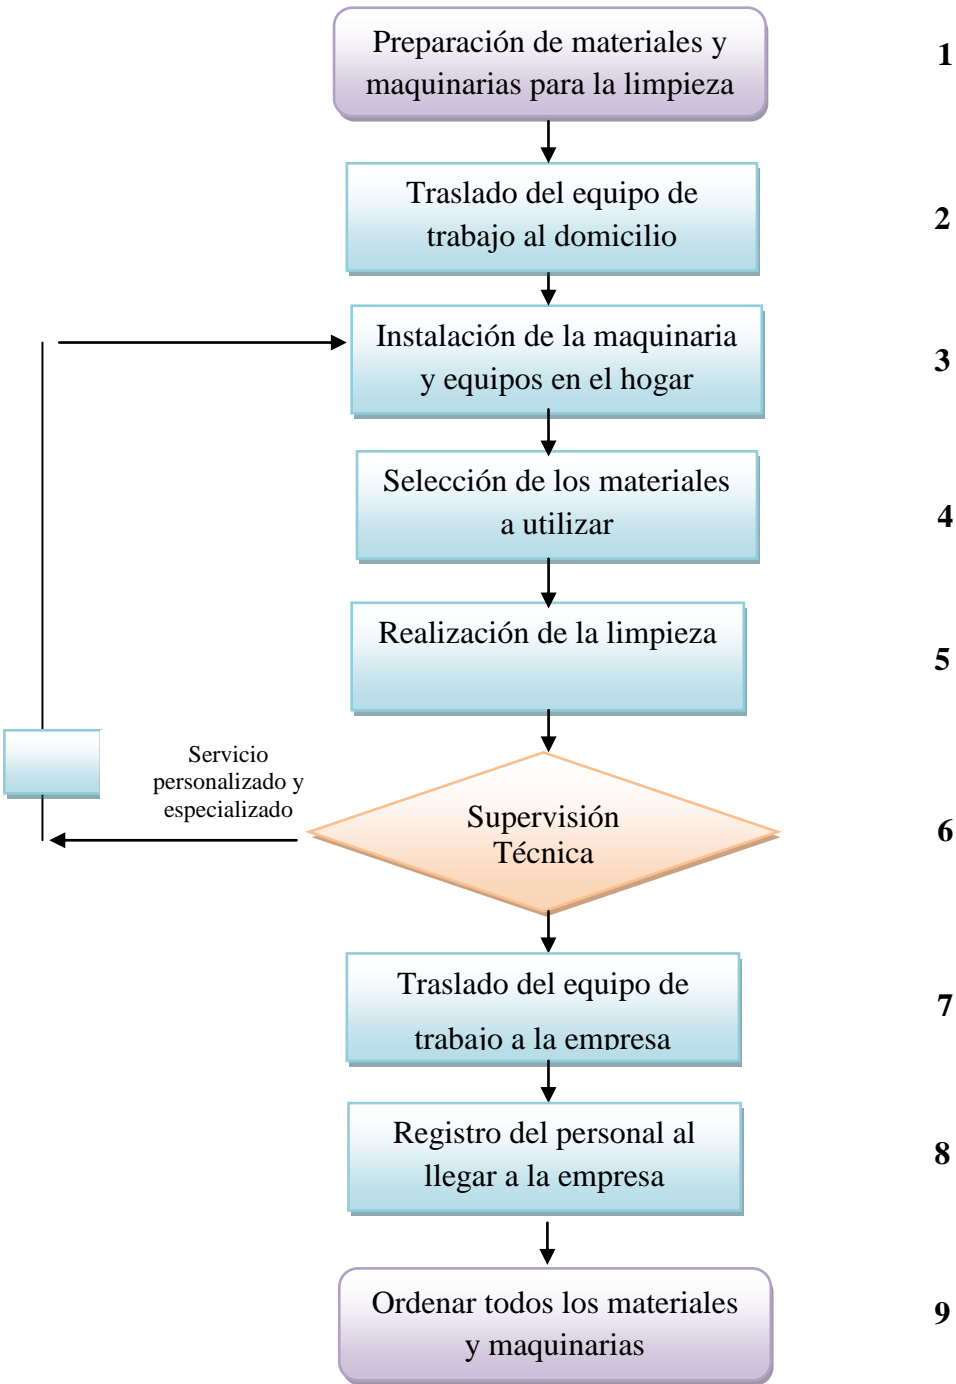 Preparación de materiales y
maquinarias para la limpieza
1
Traslado del equipo de
trabajo al domicilio
2
Instalación de la maquinaria
y equipos en el hogar
3
Selección de los materiales
a utilizar
4
Realización de la limpieza
5
Servicio
personalizado y
especializado
Supervisión
Técnica
6
Traslado del equipo de
trabajo a la empresa
7
Registro del personal al
llegar a la empresa
8
Ordenar todos los materiales
y maquinarias
9